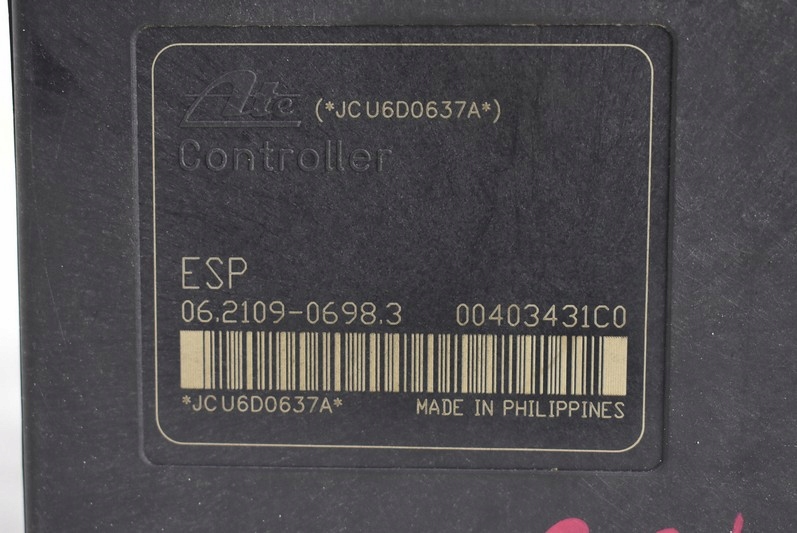 Ate (*JCU6D0637A*)
Controller
ESP
06.2109-0698.3 00403431C0
*JCU6D0637A* MADE IN PHILIPPINES